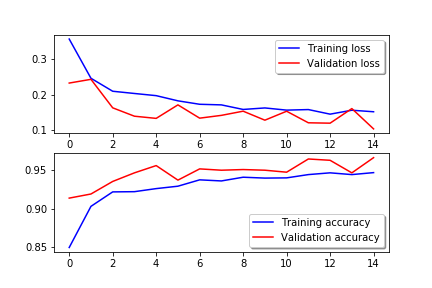 0.3
0.2
0.1
Training loss
Validation loss
0 2 4 6 8 10 12 14
0.95
0.90
0.85
Training accuracy
Validation accuracy
0 2 4 6 8 10 12 14